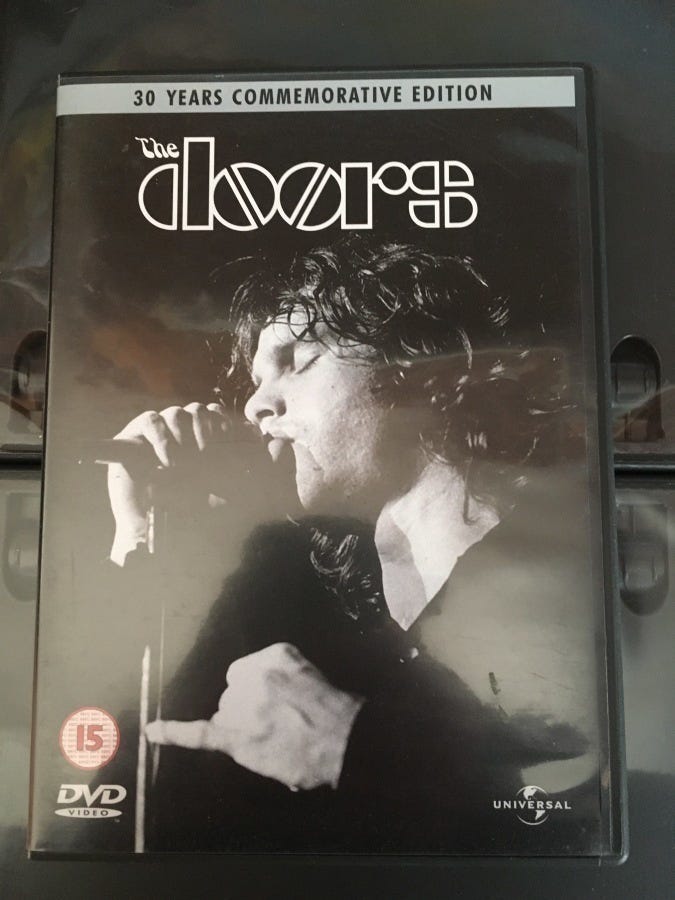 30 YEARS COMMEMORATIVE EDITION
The
doors
15
DVD
VIDEO
UNIVERSAL